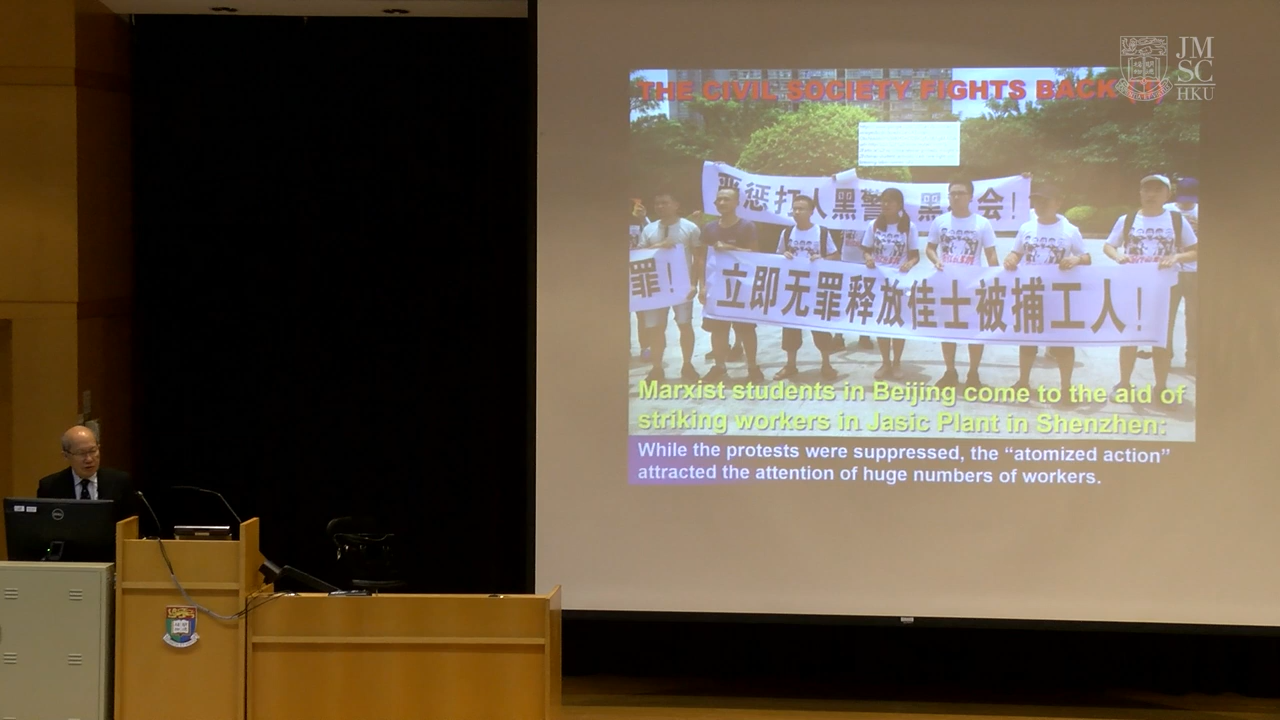 JM
SC
HKU
THE CIVIL SOCIETY FIGHTS BACK
严惩打人黑警
会!
罪!
立即无罪释放佳士被捕工人!
Marxist students in Beijing come to the aid of
striking workers in Jasic Plant in Shenzhen:
While the protests were suppressed, the “atomized action”
attracted the attention of huge numbers of workers.
DELL